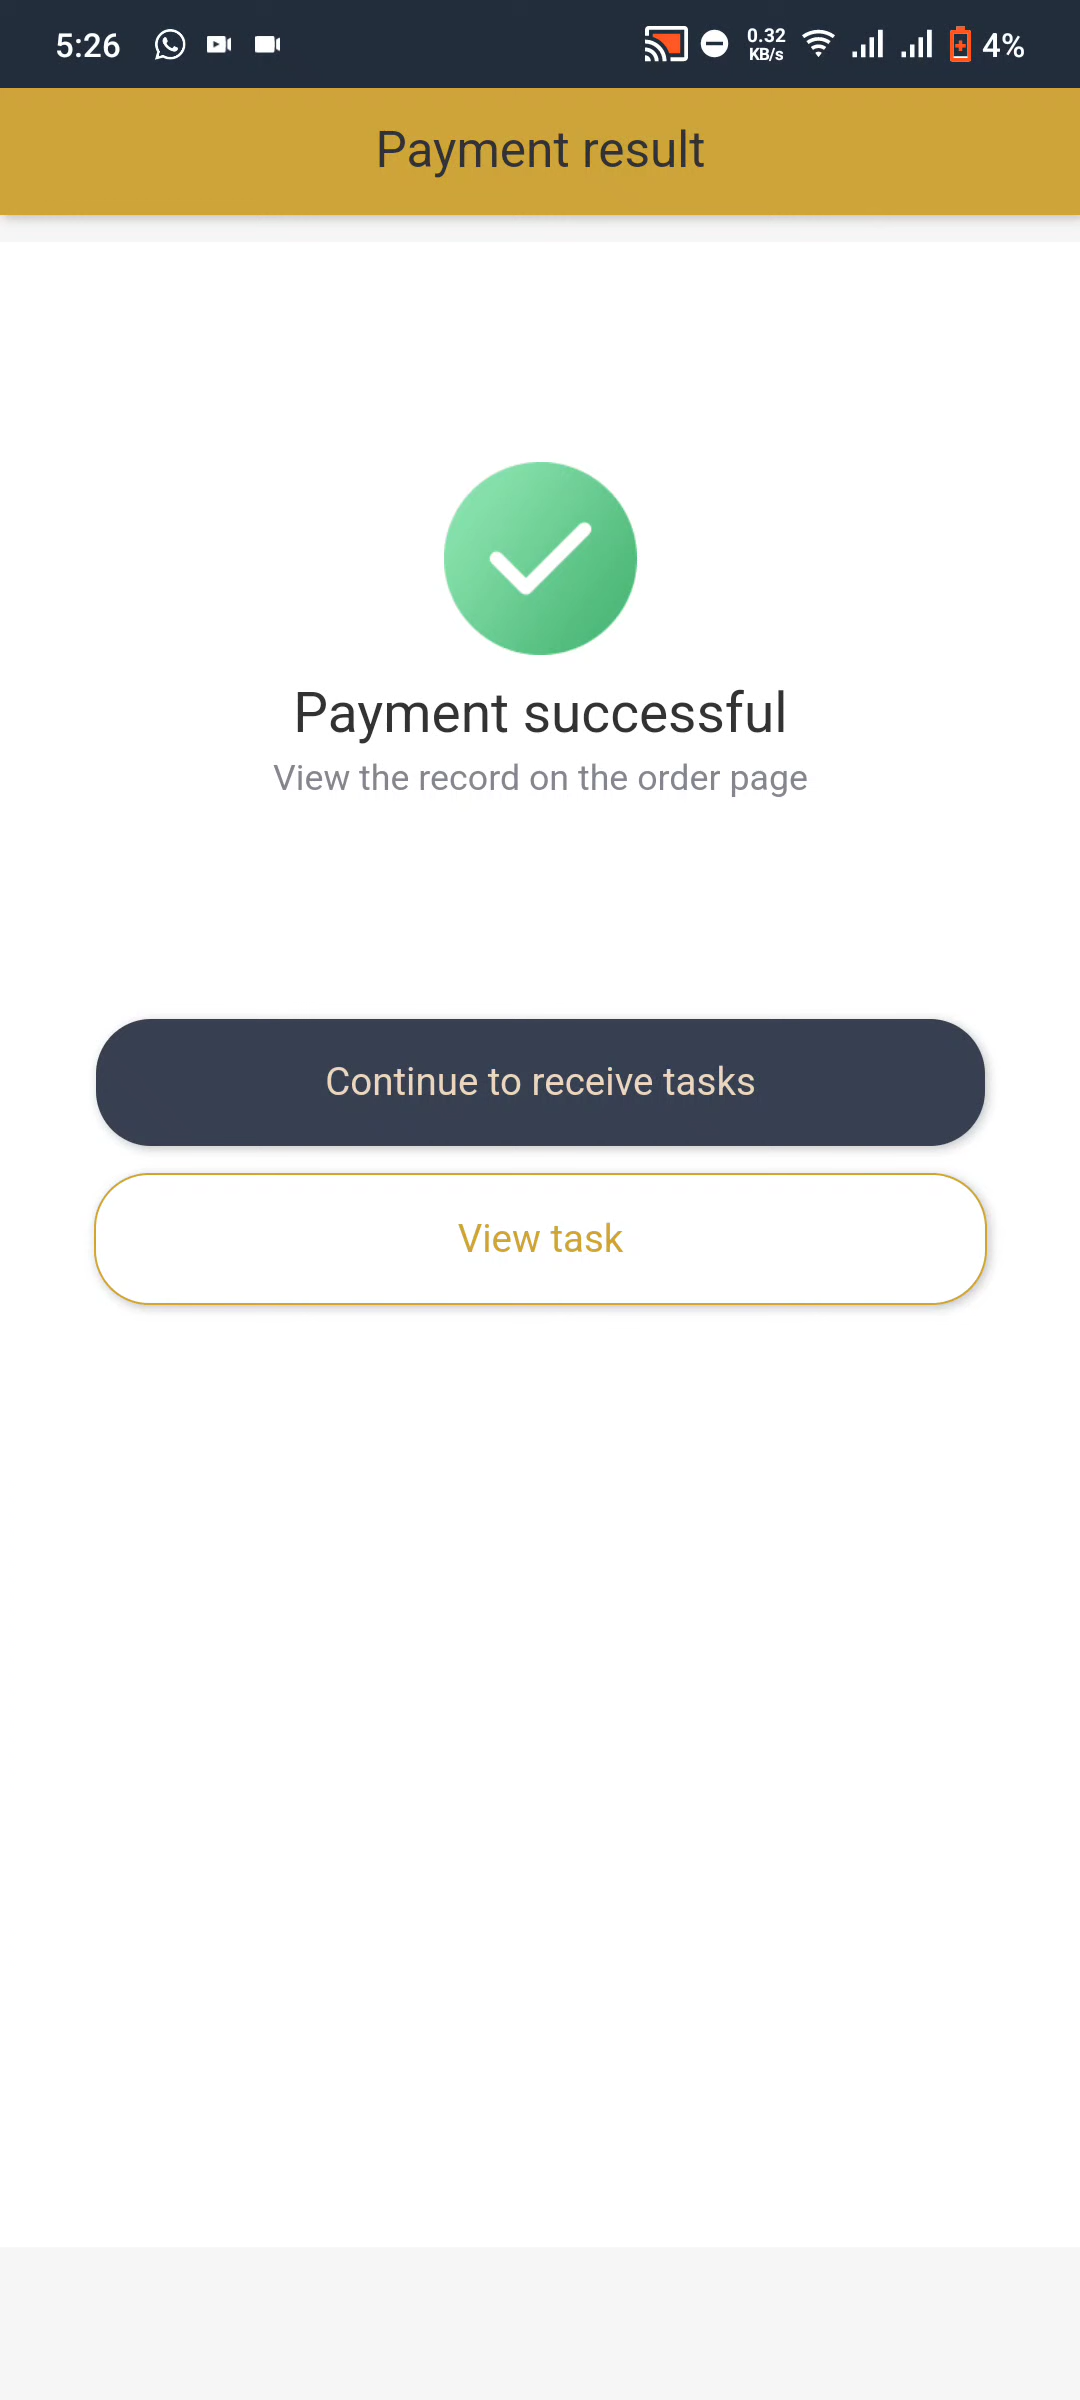 5:26
0.32
KB/s
4%
Payment result
Payment successful
View the record on the order page
Continue to receive tasks
View task